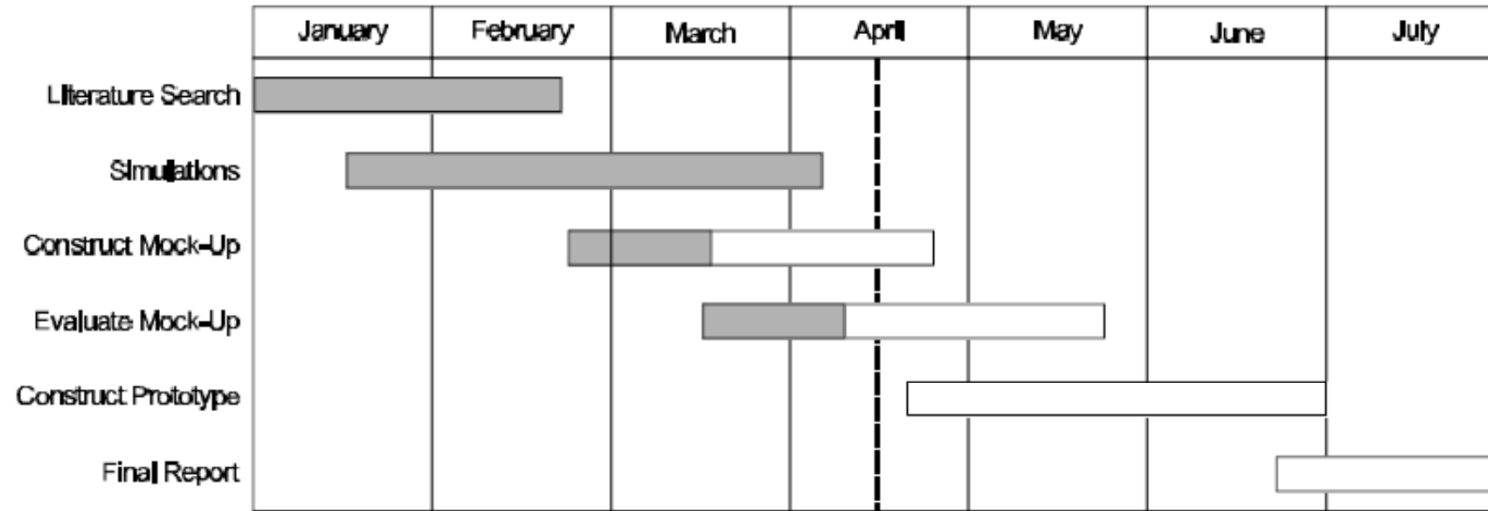 January February March April May June July
Literature Search
Simulations
Construct Mock-Up
Evaluate Mock-Up
Construct Prototype
Final Report